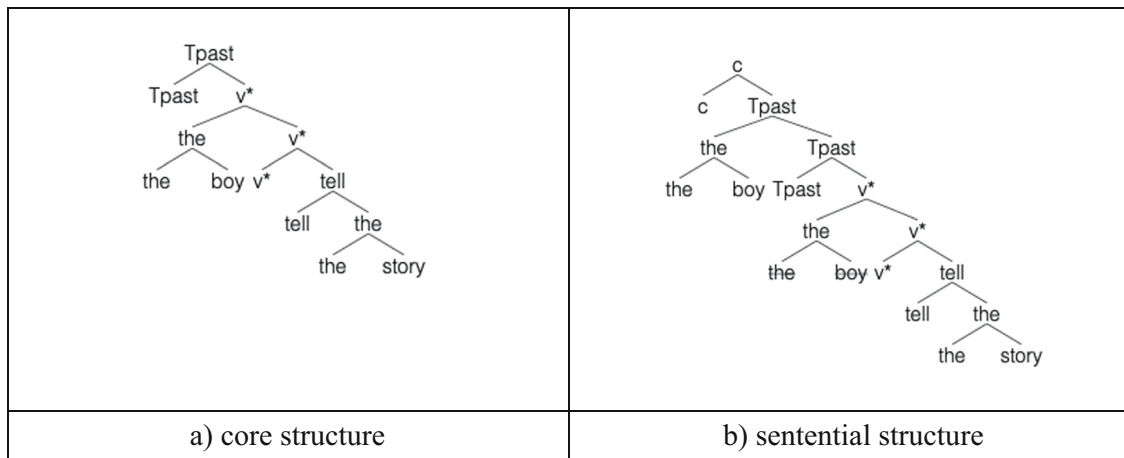 Tpast
Tpast v*
the v*
the boy v* tell
tell the
the story
c
c Tpast
the Tpast
the boy Tpast v*
the v*
the boy v* tell
tell the
the story
a) core structure
b) sentential structure